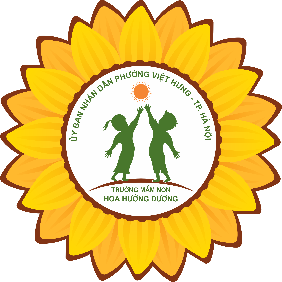 ỦY BAN NHÂN DÂN PHƯỜNG VIỆT HƯNG - TP. HÀ NỘI
TRƯỜNG MẦM NON
HOA HƯỚNG DƯƠNG